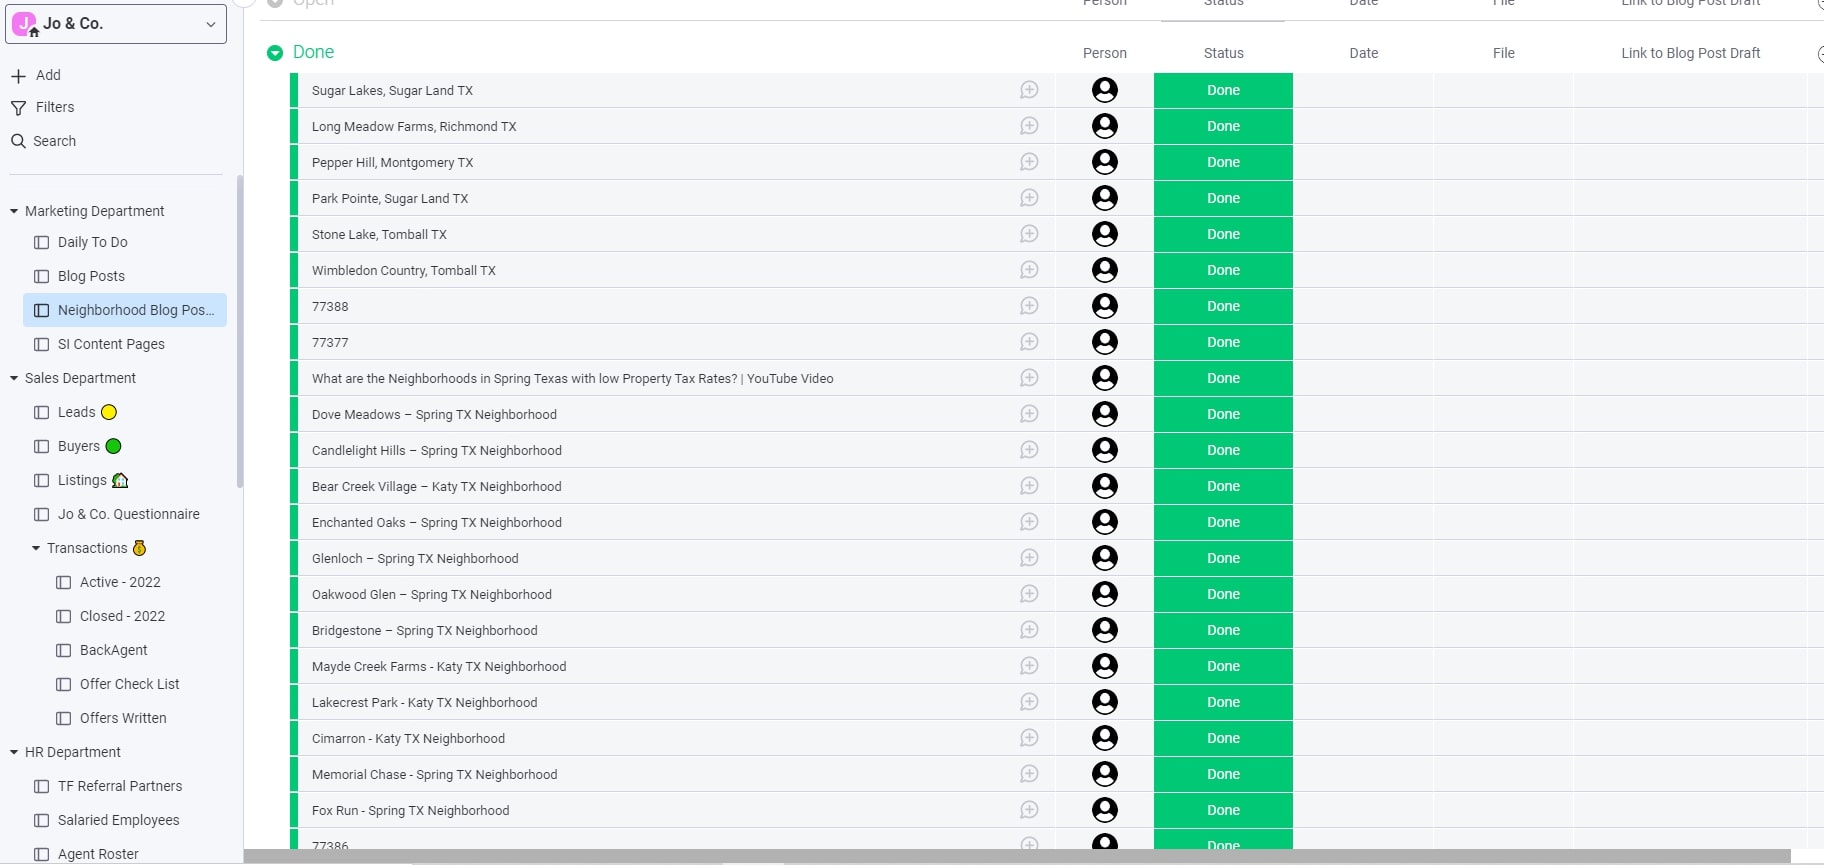 J Jo & Co.
Add
Filters
Search
Marketing Department
Daily To Do
Blog Posts
Neighborhood Blog Pos...
SI Content Pages
Sales Department
Leads
Buyers
Listings
Jo & Co. Questionnaire
Transactions
Active - 2022
Closed - 2022
BackAgent
Offer Check List
Offers Written
HR Department
TF Referral Partners
Salaried Employees
Agent Roster
Open Person Status Date File Link to Blog Post Draft
Done Person Status Date File Link to Blog Post Draft
Sugar Lakes, Sugar Land TX Done
Long Meadow Farms, Richmond TX Done
Pepper Hill, Montgomery TX Done
Park Pointe, Sugar Land TX Done
Stone Lake, Tomball TX Done
Wimbledon Country, Tomball TX Done
77388 Done
77377 Done
What are the Neighborhoods in Spring Texas with low Property Tax Rates? | YouTube Video Done
Dove Meadows – Spring TX Neighborhood Done
Candlelight Hills – Spring TX Neighborhood Done
Bear Creek Village – Katy TX Neighborhood Done
Enchanted Oaks – Spring TX Neighborhood Done
Glenloch – Spring TX Neighborhood Done
Oakwood Glen – Spring TX Neighborhood Done
Bridgestone – Spring TX Neighborhood Done
Mayde Creek Farms - Katy TX Neighborhood Done
Lakecrest Park - Katy TX Neighborhood Done
Cimarron - Katy TX Neighborhood Done
Memorial Chase - Spring TX Neighborhood Done
Fox Run - Spring TX Neighborhood Done
77386 Done